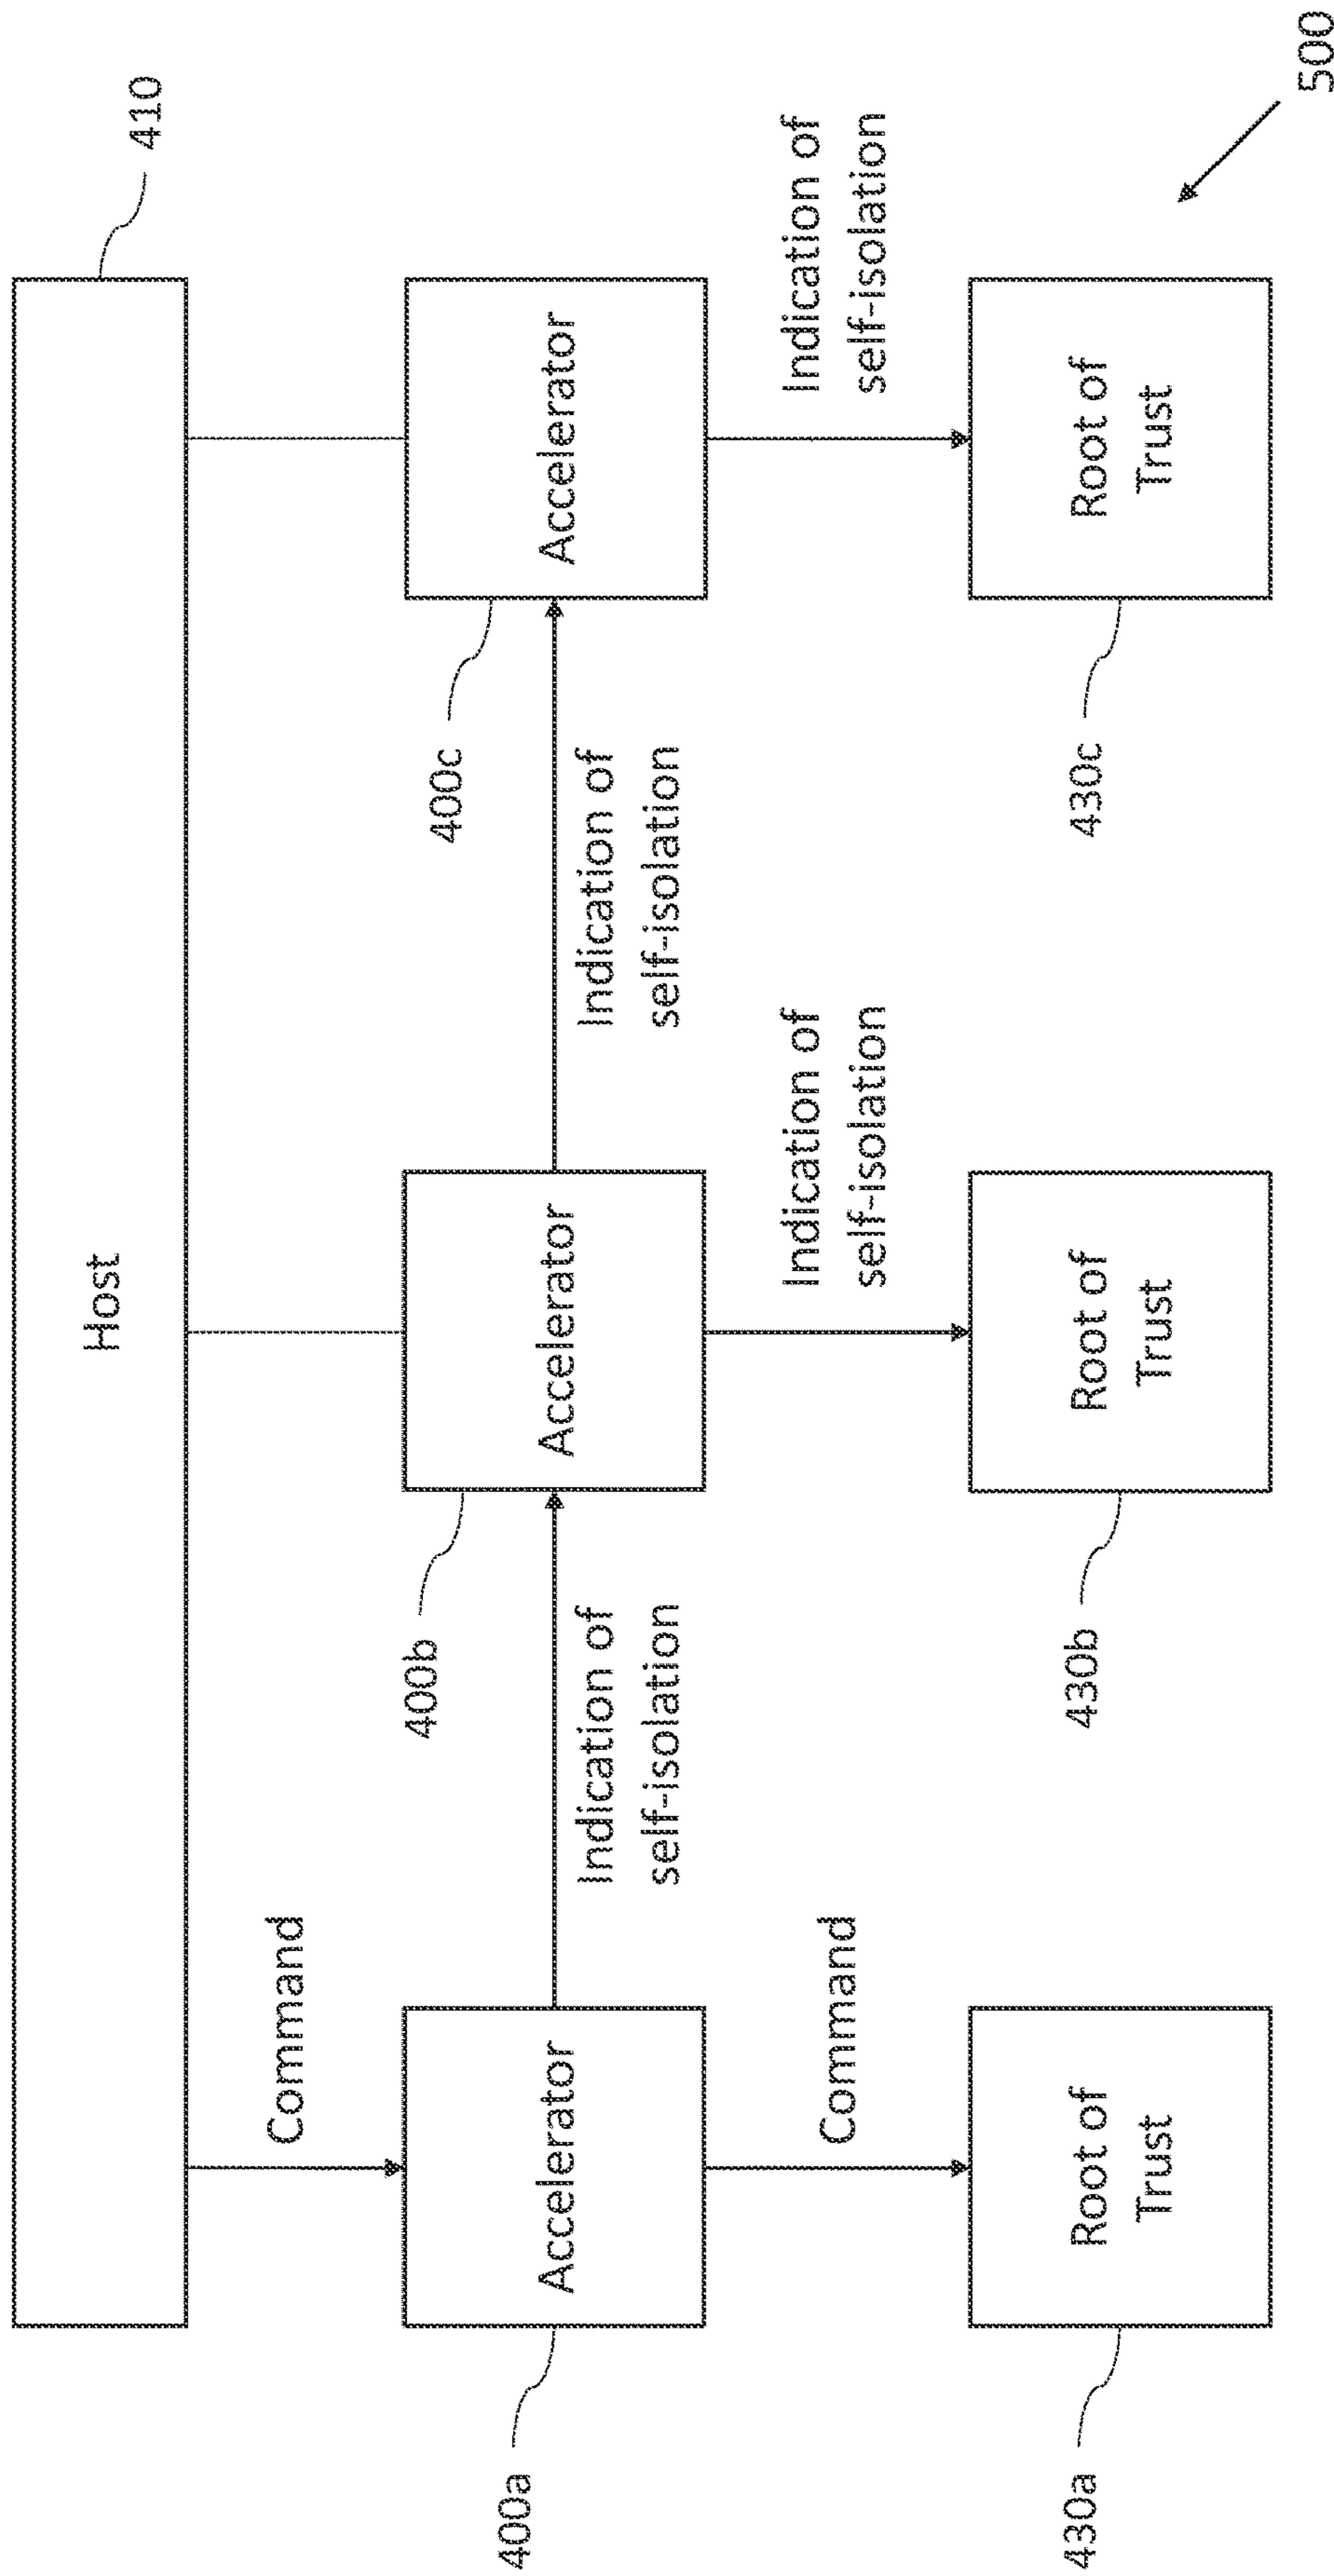 Host
410
Command
Accelerator
400a
Indication of
self-isolation
Accelerator
400b
Indication of
self-isolation
Accelerator
400c
Command
Indication of
self-isolation
Indication of
self-isolation
Root of
Trust
430a
Root of
Trust
430b
Root of
Trust
430c
500